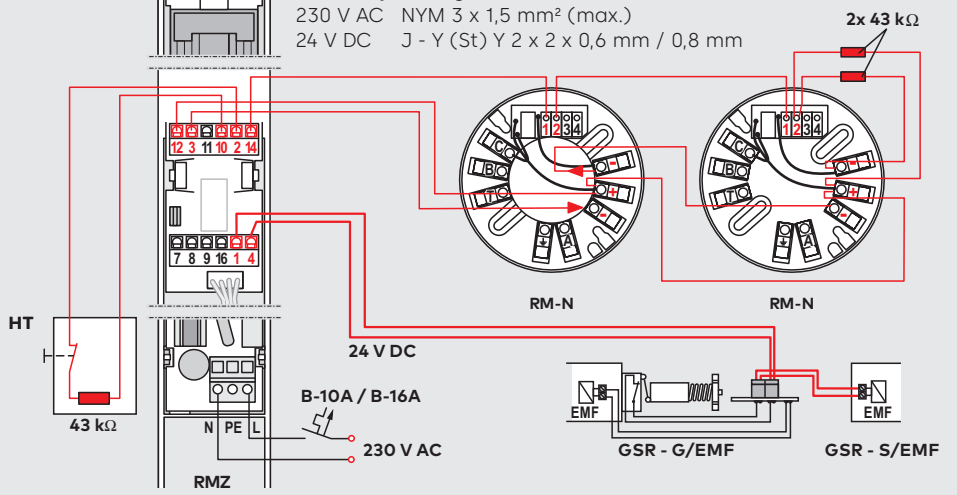 230 V AC NYM 3 x 1,5 mm² (max.)
24 V DC J - Y (St) Y 2 x 2 x 0,6 mm / 0,8 mm
2x 43 kΩ
12 3 11 10 2 14
1 2 3 4
C
B
T
-
+
-
A
1 2 3 4
C
B
T
-
+
-
A
7 8 9 16 1 4
RM-N
RM-N
HT
24 V DC
43 kΩ
B-10A / B-16A
N PE L
230 V AC
RMZ
EMF
EMF
GSR - G/EMF
GSR - S/EMF